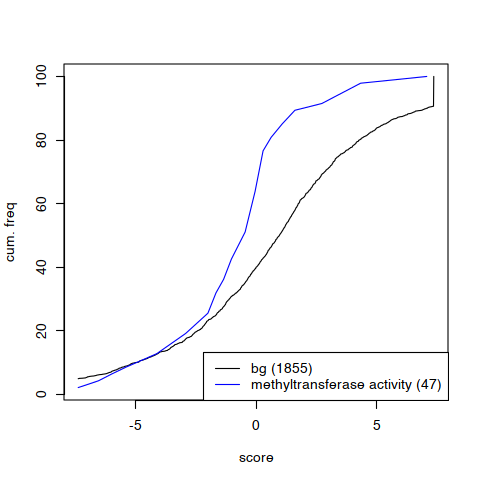 100
80
60
40
20
0
cum. freq
bg (1855)
methyltransferase activity (47)
-5
0
5
score